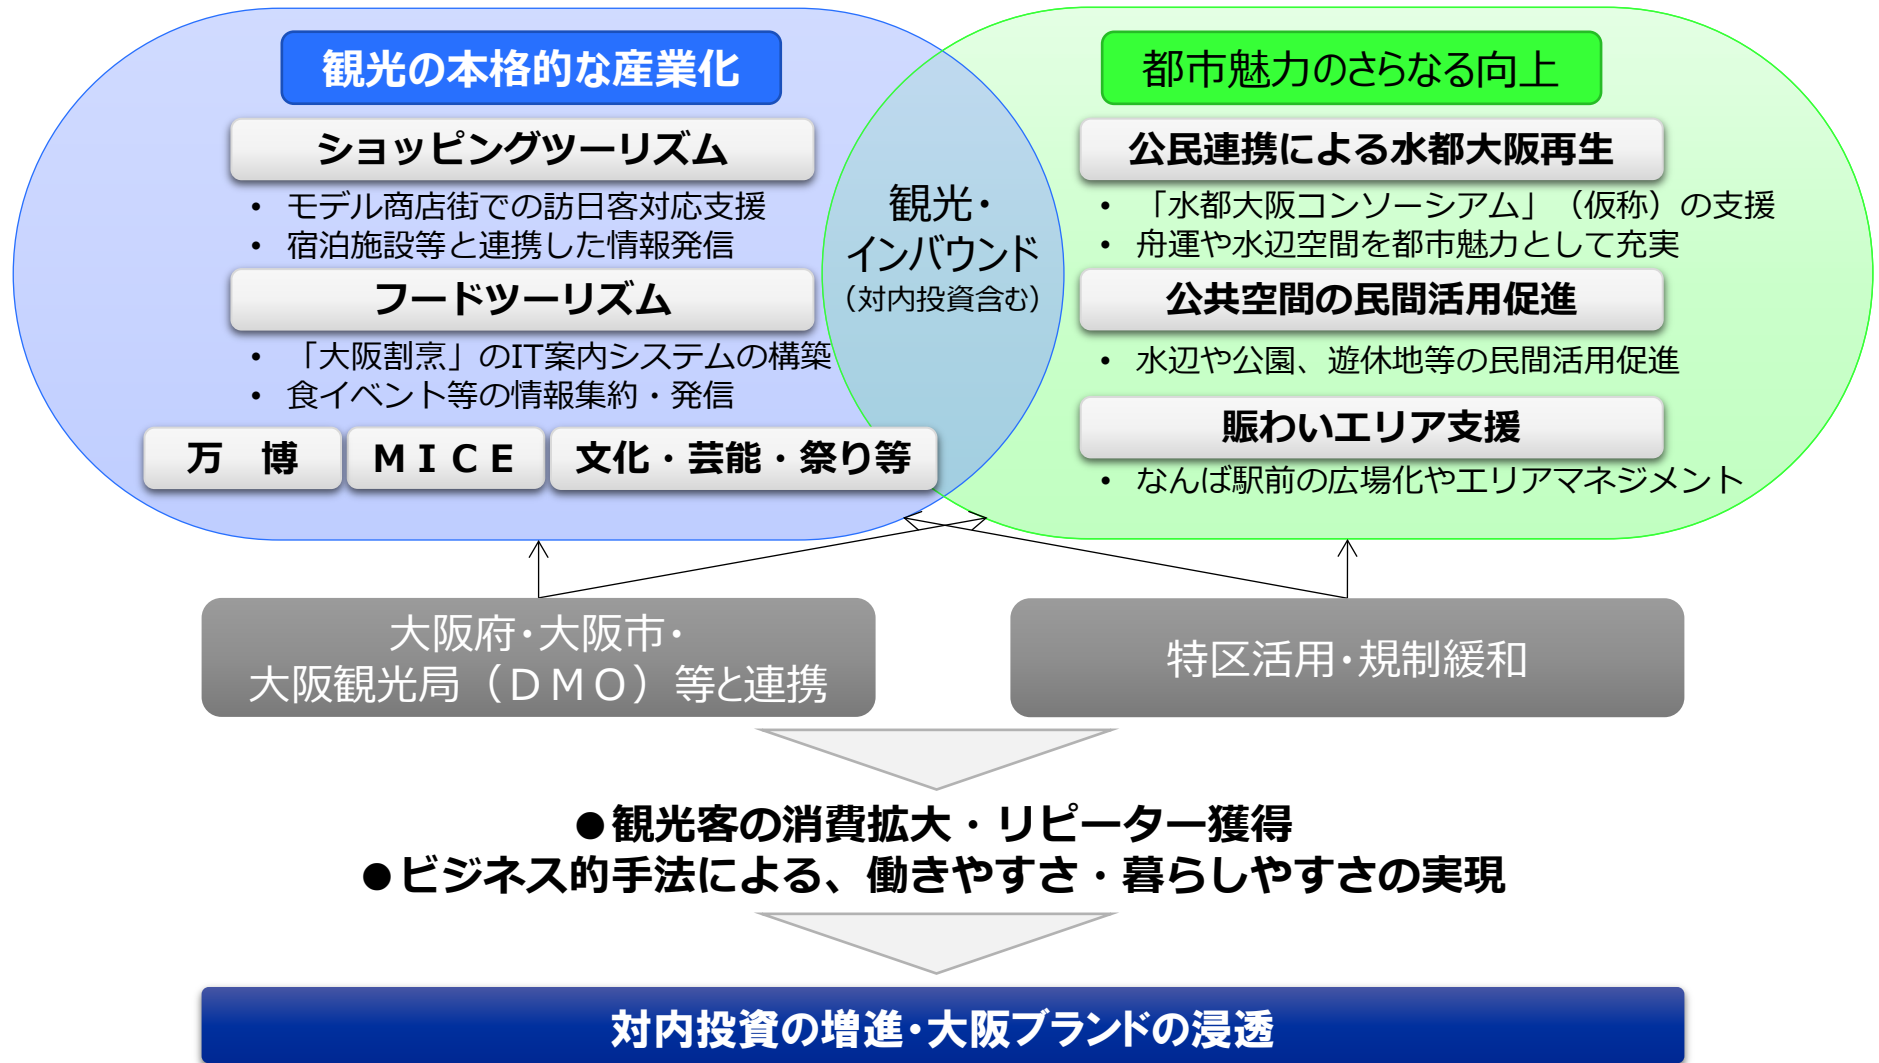 観光の本格的な産業化
ショッピングツーリズム
• モデル商店街での訪日客対応支援
• 宿泊施設等と連携した情報発信
フードツーリズム
• 「大阪割烹」のIT案内システムの構築
• 食イベント等の情報集約・発信
万　博
ＭＩＣＥ
文化・芸能・祭り等
観光・
インバウンド
（対内投資含む）
都市魅力のさらなる向上
公民連携による水都大阪再生
• 「水都大阪コンソーシアム」（仮称）の支援
• 舟運や水辺空間を都市魅力として充実
公共空間の民間活用促進
• 水辺や公園、遊休地等の民間活用促進
賑わいエリア支援
• なんば駅前の広場化やエリアマネジメント
大阪府・大阪市・
大阪観光局（ＤＭＯ）等と連携
特区活用・規制緩和
●観光客の消費拡大・リピーター獲得
●ビジネス的手法による、働きやすさ・暮らしやすさの実現
対内投資の増進・大阪ブランドの浸透